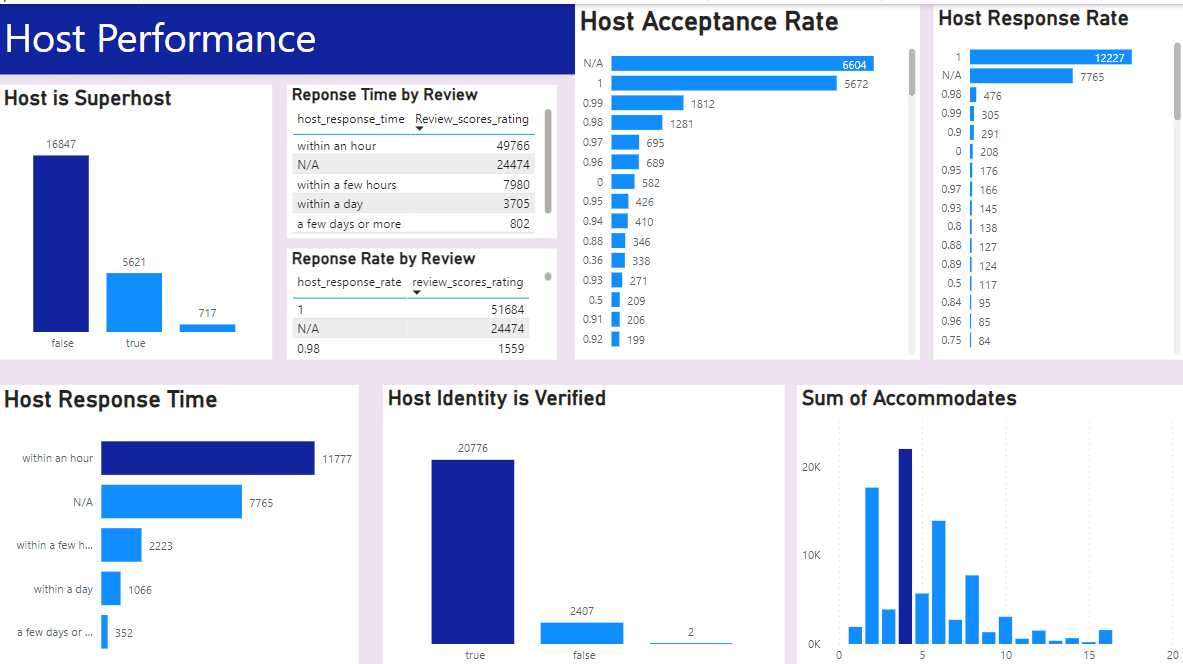 Host Performance
Host is Superhost
16847
5621
717
false
true
Reponse Time by Review
host_response_time Review_scores_rating
within an hour 49766
N/A 24474
within a few hours 7980
within a day 3705
a few days or more 802
Reponse Rate by Review
host_response_rate review_scores_rating
1 51684
N/A 24474
0.98 1559
Host Acceptance Rate
N/A 6604
1 5672
0.99 1812
0.98 1281
0.97 695
0.96 689
0 582
0.95 426
0.94 410
0.88 346
0.36 338
0.93 271
0.5 209
0.91 206
0.92 199
Host Response Rate
1 12227
N/A 7765
0.98 476
0.99 305
0.9 291
0 208
0.95 176
0.97 166
0.93 145
0.8 138
0.88 127
0.89 124
0.5 117
0.84 95
0.96 85
0.75 84
Host Response Time
within an hour 11777
N/A 7765
within a few h... 2223
within a day 1066
a few days or ... 352
Host Identity is Verified
20776
2407
2
true
false
Sum of Accommodates
20K
10K
0K
0 5 10 15 20